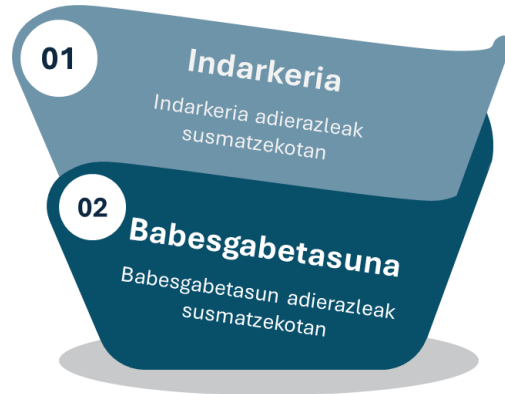 01
Indarkeria
Indarkeria adierazleak
susmatzekotan
02
Babesgabetasuna
Babesgabetasun adierazleak
susmatzekotan